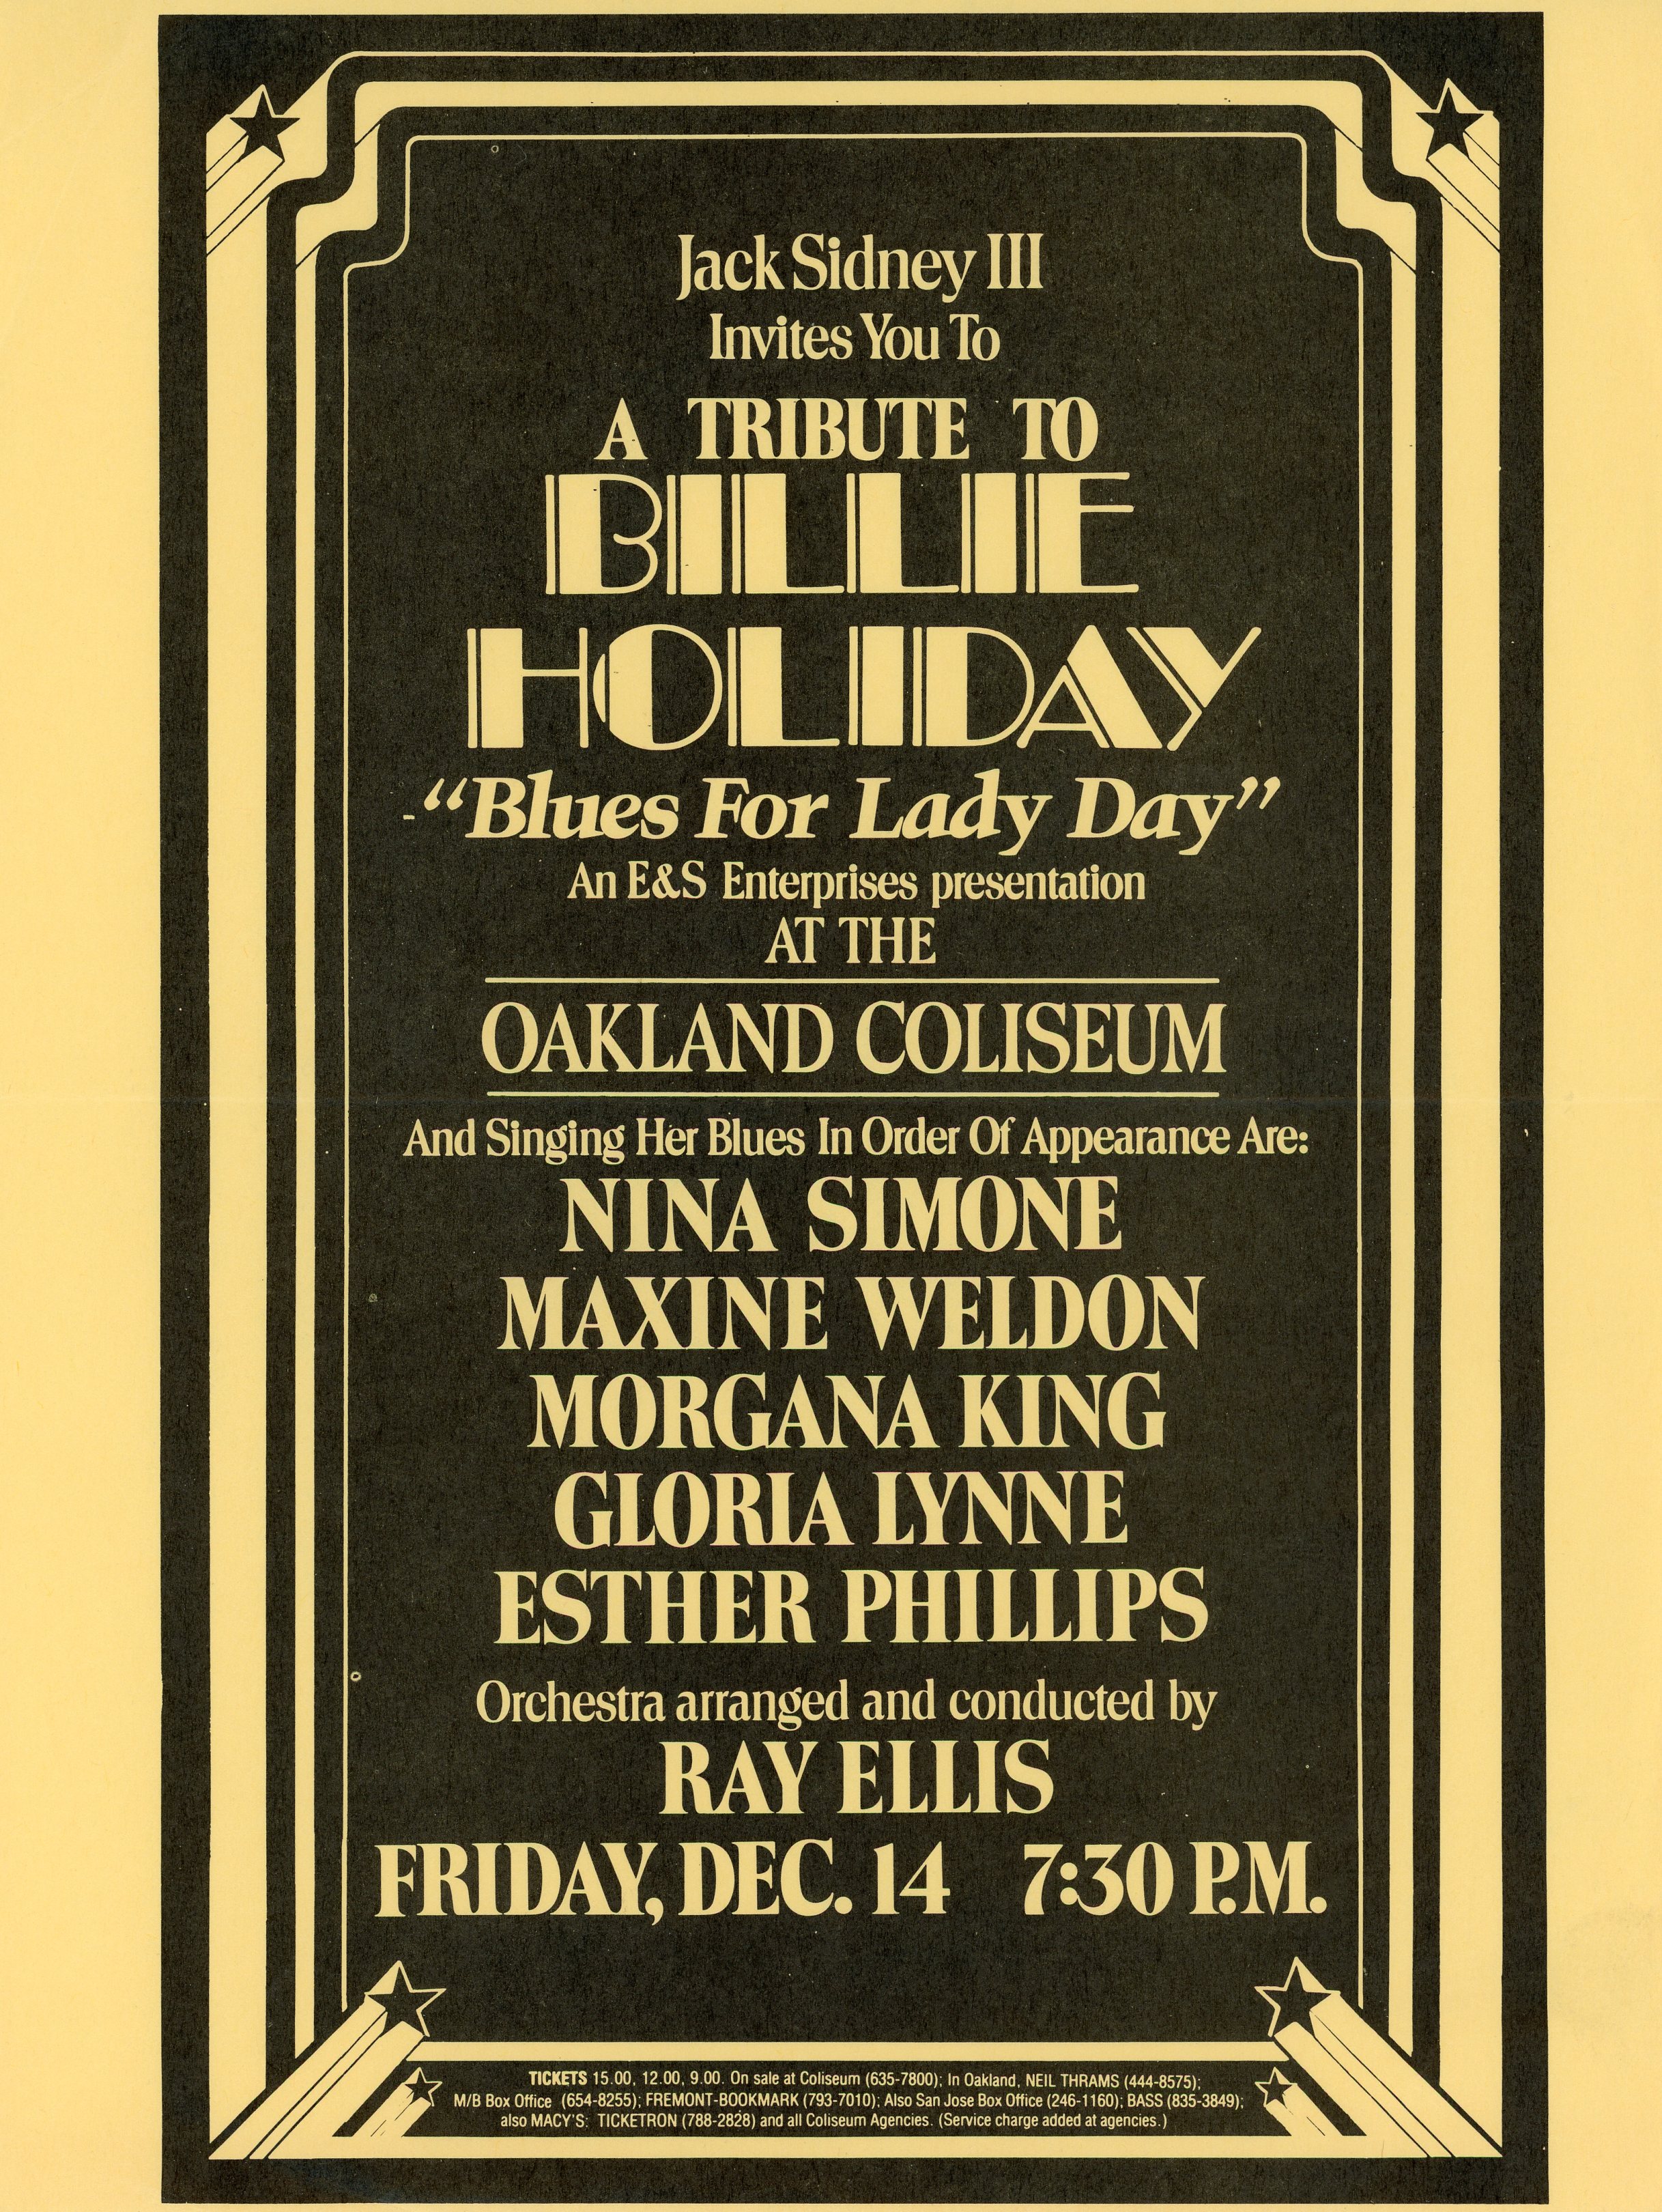 Jack Sidney III
Invites You To
A TRIBUTE TO
BILLIE
HOLIDAY
“Blues For Lady Day”
An E&S Enterprises presentation
AT THE
OAKLAND COLISEUM
And Singing Her Blues In Order Of Appearance Are:
NINA SIMONE
MAXINE WELDON
MORGANA KING
GLORIA LYNNE
ESTHER PHILLIPS
Orchestra arranged and conducted by
RAY ELLIS
FRIDAY, DEC. 14 7:30 P.M.
TICKETS 15.00, 12.00, 9.00. On sale at Coliseum (635-7800); In Oakland, NEIL THRAMS (444-8575);
M/B Box Office (654-8255); FREMONT-BOOKMARK (793-7010); Also San Jose Box Office (246-1160); BASS (835-3849);
also MACY'S: TICKETRON (788-2828) and all Coliseum Agencies. (Service charge added at agencies.)